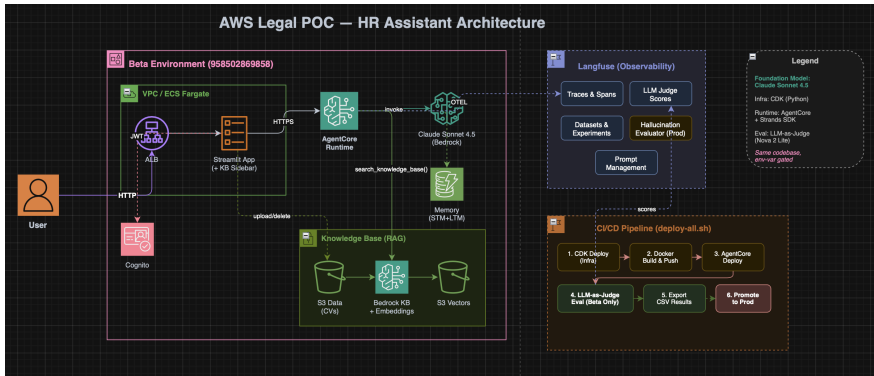 AWS Legal POC — HR Assistant Architecture
Beta Environment (958502869858)
VPC / ECS Fargate
JWT
ALB
Streamlit App
(+ KB Sidebar)
HTTPS
AgentCore
Runtime
invoke
OTEL
Claude Sonnet 4.5
(Bedrock)
HTTP
User
Cognito
upload/delete
search_knowledge_base()
Memory
(STM+LTM)
Knowledge Base (RAG)
S3 Data
(CVs)
Bedrock KB
+ Embeddings
S3 Vectors
Langfuse (Observability)
Traces & Spans
LLM Judge
Scores
Datasets &
Experiments
Hallucination
Evaluator (Prod)
Prompt
Management
scores
CI/CD Pipeline (deploy-all.sh)
1. CDK Deploy
(Infra)
2. Docker
Build & Push
3. AgentCore
Deploy
4. LLM-as-Judge
Eval (Beta Only)
5. Export
CSV Results
6. Promote
to Prod
Legend
Foundation Model:
Claude Sonnet 4.5
Infra: CDK (Python)
Runtime: AgentCore
+ Strands SDK
Eval: LLM-as-Judge
(Nova 2 Lite)
Same codebase,
env-var gated